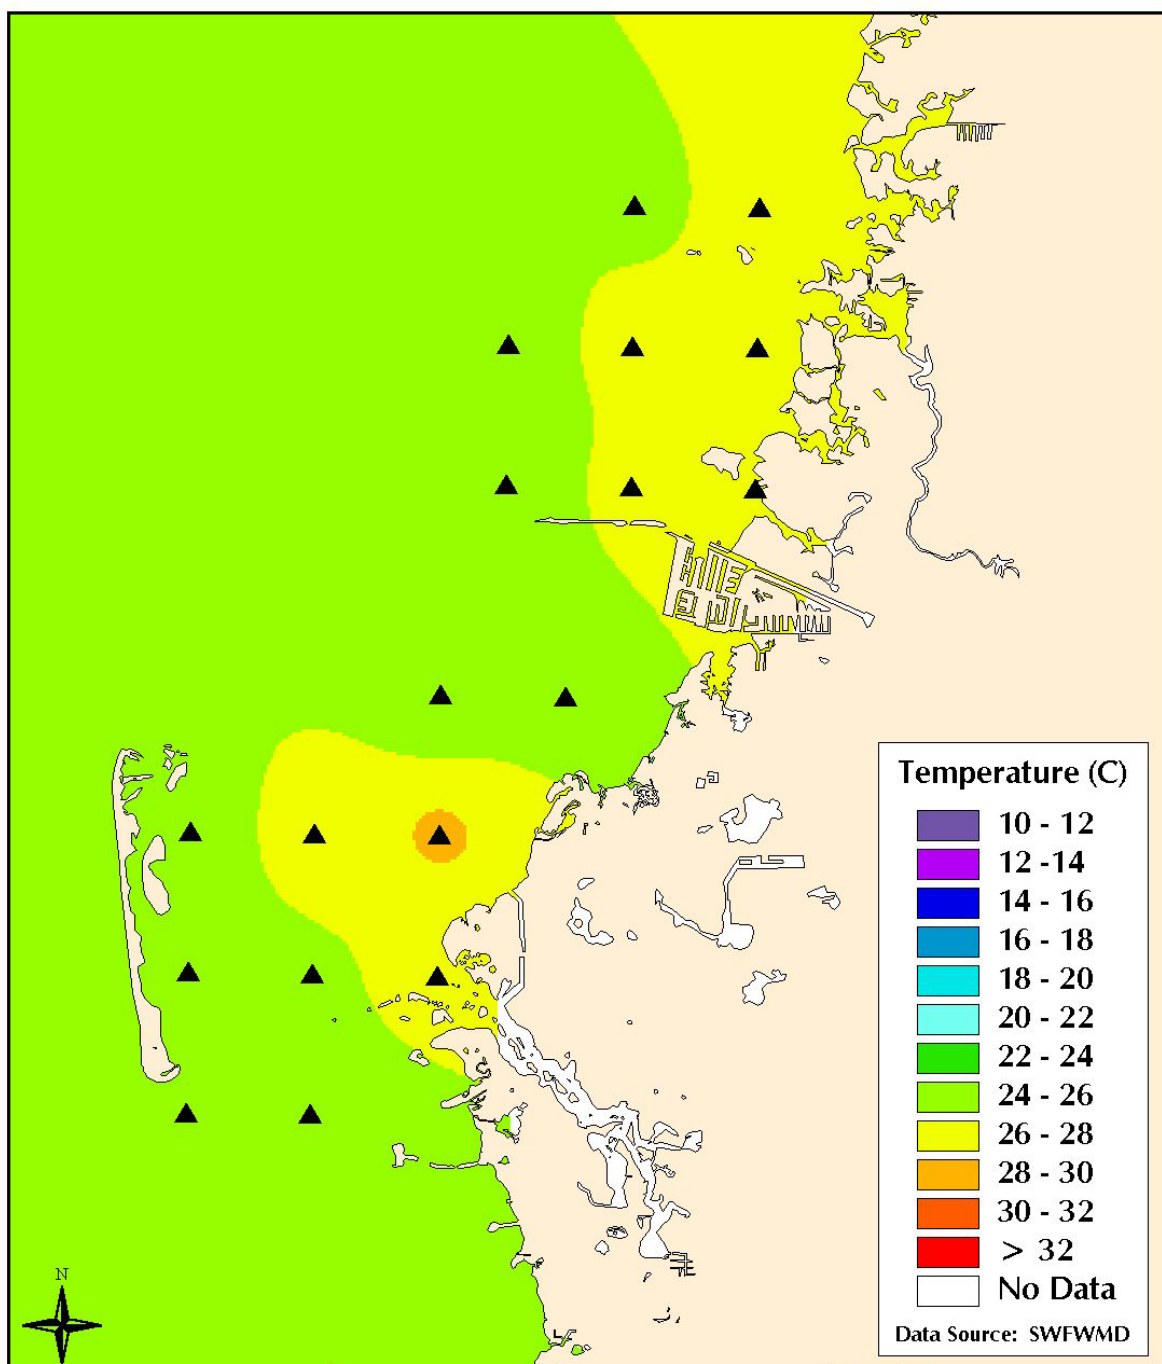 Temperature (C)
10 - 12
12 -14
14 - 16
16 - 18
18 - 20
20 - 22
22 - 24
24 - 26
26 - 28
28 - 30
30 - 32
> 32
No Data
Data Source: SWFWMD
N